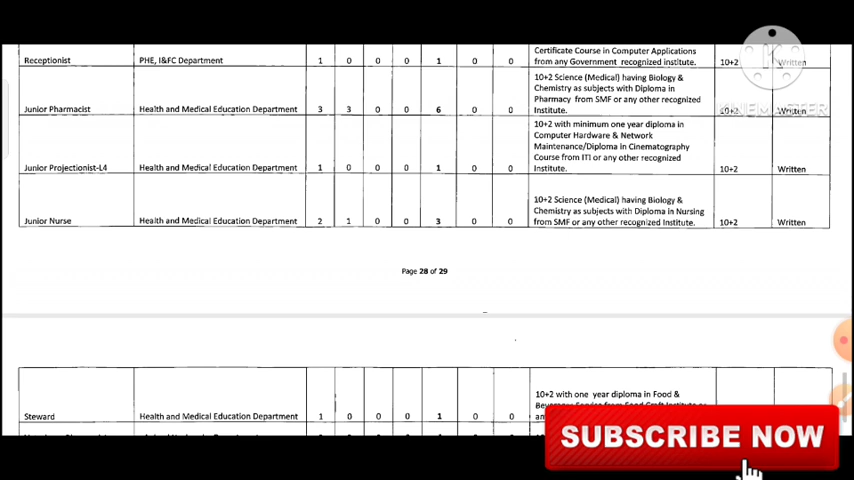 Certificate Course in Computer Applications
Receptionist PHE, I&FC Department 1 0 0 0 1 0 0 from any Government recognized institute. 10+2 Written
10+2 Science (Medical) having Biology &
Chemistry as subjects with Diploma in
Pharmacy from SMF or any other recognized
Junior Pharmacist Health and Medical Education Department 3 3 0 0 6 0 0 Institute. 10+2 Written
10+2 with minimum one year diploma in
Computer Hardware & Network
Maintenance/Diploma in Cinematography
Course from ITI or any other recognized
Junior Projectionist-L4 Health and Medical Education Department 1 0 0 0 1 0 0 Institute. 10+2 Written
10+2 Science (Medical) having Biology &
Chemistry as subjects with Diploma in Nursing
Junior Nurse Health and Medical Education Department 2 1 0 0 3 0 0 from SMF or any other recognized Institute. 10+2 Written
Page 28 of 29
10+2 with one year diploma in Food &
Steward Health and Medical Education Department 1 0 0 0 1 0 0
SUBSCRIBE NOW